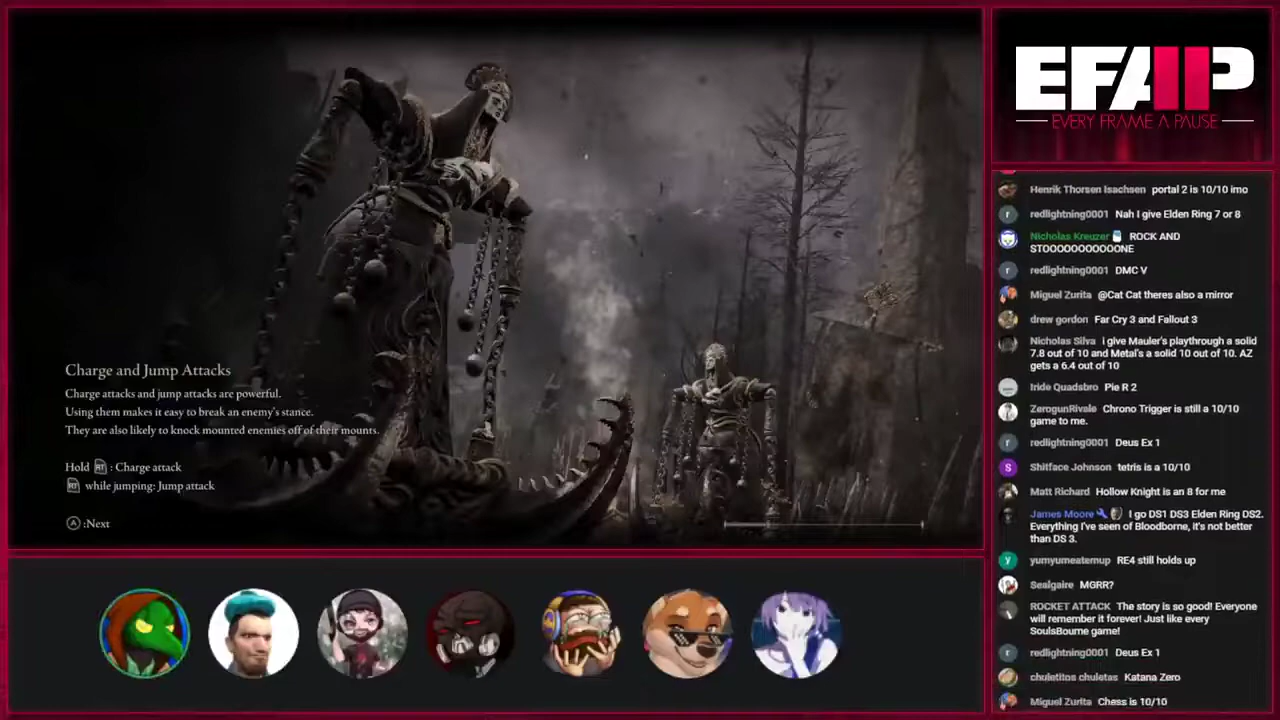 EFAIIP
EVERY FRAME A PAUSE
Charge and Jump Attacks
Charge attacks and jump attacks are powerful.
Using them makes it easy to break an enemy's stance.
They are also likely to knock mounted enemies off of their mounts.
Hold RT : Charge attack
RT while jumping: Jump attack
A :Next
Henrik Thorsen Isachsen portal 2 is 10/10 imo
r redlightning0001 Nah I give Elden Ring 7 or 8
Nicholas Kreuzer ROCK AND
STOOOOOOOOOONE
r redlightning0001 DMC V
Miguel Zurita @Cat Cat theres also a mirror
drew gordon Far Cry 3 and Fallout 3
Nicholas Silva i give Mauler's playthrough a solid
7.8 out of 10 and Metal's a solid 10 out of 10. AZ
gets a 6.4 out of 10
Iride Quadsbro Pie R 2
ZerogunRivale Chrono Trigger is still a 10/10
game to me.
r redlightning0001 Deus Ex 1
S Shitface Johnson tetris is a 10/10
Matt Richard Hollow Knight is an 8 for me
James Moore I go DS1 DS3 Elden Ring DS2.
Everything I've seen of Bloodborne, it's not better
than DS 3.
y yumyumeatemup RE4 still holds up
Sealgaire MGRR?
ROCKET ATTACK The story is so good! Everyone
will remember it forever! Just like every
SoulsBourne game!
r redlightning0001 Deus Ex 1
chuletitos chuletas Katana Zero
Miguel Zurita Chess is 10/10